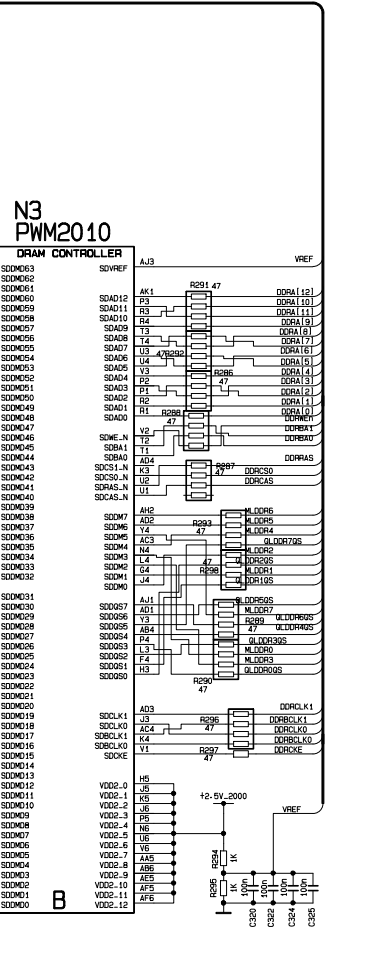 N3
PWM2010
DRAM CONTROLLER
SDDMD63
SDDMD62
SDDMD61
SDDMD60
SDDMD59
SDDMD58
SDDMD57
SDDMD56
SDDMD55
SDDMD54
SDDMD53
SDDMD52
SDDMD51
SDDMD50
SDDMD49
SDDMD48
SDDMD47
SDDMD46
SDDMD45
SDDMD44
SDDMD43
SDDMD42
SDDMD41
SDDMD40
SDDMD39
SDDMD38
SDDMD37
SDDMD36
SDDMD35
SDDMD34
SDDMD33
SDDMD32
SDDMD31
SDDMD30
SDDMD29
SDDMD28
SDDMD27
SDDMD26
SDDMD25
SDDMD24
SDDMD23
SDDMD22
SDDMD21
SDDMD20
SDDMD19
SDDMD18
SDDMD17
SDDMD16
SDDMD15
SDDMD14
SDDMD13
SDDMD12
SDDMD11
SDDMD10
SDDMD9
SDDMD8
SDDMD7
SDDMD6
SDDMD5
SDDMD4
SDDMD3
SDDMD2
SDDMD1
SDDMD0
B
SDVREF AJ3
SDAD12 AK1
SDAD11 P3
SDAD10 R3
SDAD9 R4
SDAD8 T3
SDAD7 T4
SDAD6 U3
SDAD5 U4
SDAD4 V3
SDAD3 P2
SDAD2 P1
SDAD1 R2
SDAD0 R1
SDWE_N V2
SDBA1 T2
SDBA0 T1
SDCS1_N AD4
SDCS0_N K3
SDRAS_N U2
SDCAS_N U1
SDDM7 AH2
SDDM6 AD2
SDDM5 Y4
SDDM4 AC3
SDDM3 N4
SDDM2 L4
SDDM1 G4
SDDM0 J4
SDDQS7 AJ1
SDDQS6 AD1
SDDQS5 Y3
SDDQS4 AB4
SDDQS3 P4
SDDQS2 L3
SDDQS1 F4
SDDQS0 H3
SDCLK1 AD3
SDCLK0 J3
SDBCLK1 AC4
SDBCLK0 K4
SDCKE V1
VDD2_0 H5
VDD2_1 J5
VDD2_2 K5
VDD2_3 J6
VDD2_4 P5
VDD2_5 N6
VDD2_6 U6
VDD2_7 V6
VDD2_8 AA5
VDD2_9 AB6
VDD2_10 AE5
VDD2_11 AF5
VDD2_12 AF6
R291 47
47 R292
R286
47
R288
47
R287
47
R293
47
47
R298
R289
47
R290
47
R296
47
R297
47
VREF
DDRA[12]
DDRA[10]
DDRA[11]
DDRA[9]
DDRA[8]
DDRA[7]
DDRA[6]
DDRA[5]
DDRA[4]
DDRA[3]
DDRA[2]
DDRA[1]
DDRA[0]
DDRWEn
DDRBA1
DDRBA0
DDRRAS
DDRCS0
DDRCAS
MLDDR6
MLDDR5
MLDDR4
QLDDR7QS
MLDDR2
QLDDR2QS
MLDDR1
QLDDR1QS
QLDDR5QS
MLDDR7
QLDDR6QS
QLDDR4QS
QLDDR3QS
MLDDR0
MLDDR3
QLDDR0QS
DDRCLK1
DDRBCLK1
DDRCLK0
DDRBCLK0
DDRCKE
+2.5V_2000
VREF
R294
1K
R295
1K
100n
100n
100n
100n
C320
C322
C324
C325